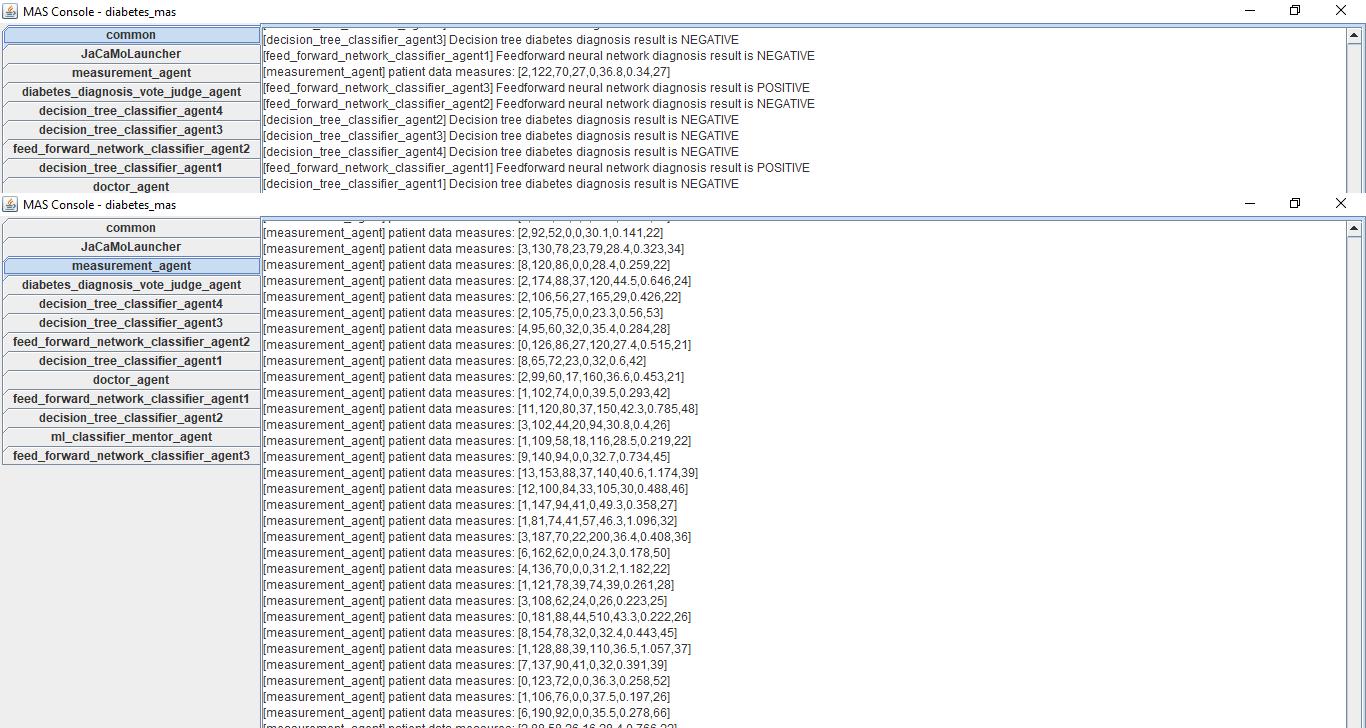 MAS Console - diabetes_mas
common
JaCaMoLauncher
measurement_agent
diabetes_diagnosis_vote_judge_agent
decision_tree_classifier_agent4
decision_tree_classifier_agent3
feed_forward_network_classifier_agent2
decision_tree_classifier_agent1
doctor_agent
[decision_tree_classifier_agent3] Decision tree diabetes diagnosis result is NEGATIVE
[feed_forward_network_classifier_agent1] Feedforward neural network diagnosis result is NEGATIVE
[measurement_agent] patient data measures: [2,122,70,27,0,36.8,0.34,27]
[feed_forward_network_classifier_agent3] Feedforward neural network diagnosis result is POSITIVE
[feed_forward_network_classifier_agent2] Feedforward neural network diagnosis result is NEGATIVE
[decision_tree_classifier_agent2] Decision tree diabetes diagnosis result is NEGATIVE
[decision_tree_classifier_agent3] Decision tree diabetes diagnosis result is NEGATIVE
[decision_tree_classifier_agent4] Decision tree diabetes diagnosis result is NEGATIVE
[feed_forward_network_classifier_agent1] Feedforward neural network diagnosis result is POSITIVE
[decision_tree_classifier_agent1] Decision tree diabetes diagnosis result is NEGATIVE
MAS Console - diabetes_mas
common
JaCaMoLauncher
measurement_agent
diabetes_diagnosis_vote_judge_agent
decision_tree_classifier_agent4
decision_tree_classifier_agent3
feed_forward_network_classifier_agent2
decision_tree_classifier_agent1
doctor_agent
feed_forward_network_classifier_agent1
decision_tree_classifier_agent2
ml_classifier_mentor_agent
feed_forward_network_classifier_agent3
[measurement_agent] patient data measures: [2,92,52,0,0,30.1,0.141,22]
[measurement_agent] patient data measures: [3,130,78,23,79,28.4,0.323,34]
[measurement_agent] patient data measures: [8,120,86,0,0,28.4,0.259,22]
[measurement_agent] patient data measures: [2,174,88,37,120,44.5,0.646,24]
[measurement_agent] patient data measures: [2,106,56,27,165,29,0.426,22]
[measurement_agent] patient data measures: [2,105,75,0,0,23.3,0.56,53]
[measurement_agent] patient data measures: [4,95,60,32,0,35.4,0.284,28]
[measurement_agent] patient data measures: [0,126,86,27,120,27.4,0.515,21]
[measurement_agent] patient data measures: [8,65,72,23,0,32,0.6,42]
[measurement_agent] patient data measures: [2,99,60,17,160,36.6,0.453,21]
[measurement_agent] patient data measures: [1,102,74,0,0,39.5,0.293,42]
[measurement_agent] patient data measures: [11,120,80,37,150,42.3,0.785,48]
[measurement_agent] patient data measures: [3,102,44,20,94,30.8,0.4,26]
[measurement_agent] patient data measures: [1,109,58,18,116,28.5,0.219,22]
[measurement_agent] patient data measures: [9,140,94,0,0,32.7,0.734,45]
[measurement_agent] patient data measures: [13,153,88,37,140,40.6,1.174,39]
[measurement_agent] patient data measures: [12,100,84,33,105,30,0.488,46]
[measurement_agent] patient data measures: [1,147,94,41,0,49.3,0.358,27]
[measurement_agent] patient data measures: [1,81,74,41,57,46.3,1.096,32]
[measurement_agent] patient data measures: [3,187,70,22,200,36.4,0.408,36]
[measurement_agent] patient data measures: [6,162,62,0,0,24.3,0.178,50]
[measurement_agent] patient data measures: [4,136,70,0,0,31.2,1.182,22]
[measurement_agent] patient data measures: [1,121,78,39,74,39,0.261,28]
[measurement_agent] patient data measures: [3,108,62,24,0,26,0.223,25]
[measurement_agent] patient data measures: [0,181,88,44,510,43.3,0.222,26]
[measurement_agent] patient data measures: [8,154,78,32,0,32.4,0.443,45]
[measurement_agent] patient data measures: [1,128,88,39,110,36.5,1.057,37]
[measurement_agent] patient data measures: [7,137,90,41,0,32,0.391,39]
[measurement_agent] patient data measures: [0,123,72,0,0,36.3,0.258,52]
[measurement_agent] patient data measures: [1,106,76,0,0,37.5,0.197,26]
[measurement_agent] patient data measures: [6,190,92,0,0,35.5,0.278,66]